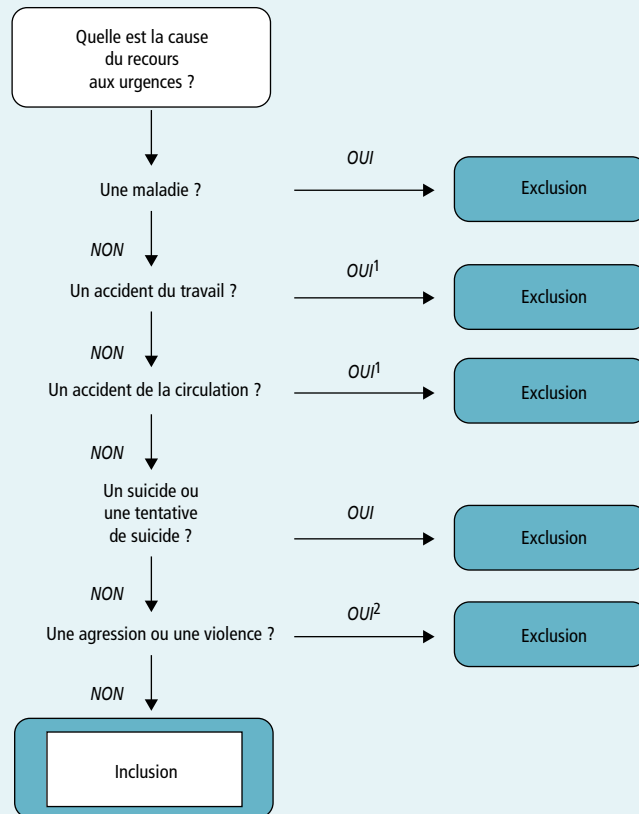 Quelle est la cause
du recours
aux urgences ?
OUI
Une maladie ?
Exclusion
NON
OUI1
Un accident du travail ?
Exclusion
NON
OUI1
Un accident de la circulation ?
Exclusion
NON
Un suicide ou
une tentative
de suicide ?
OUI
Exclusion
NON
OUI2
Une agression ou une violence ?
Exclusion
NON
Inclusion